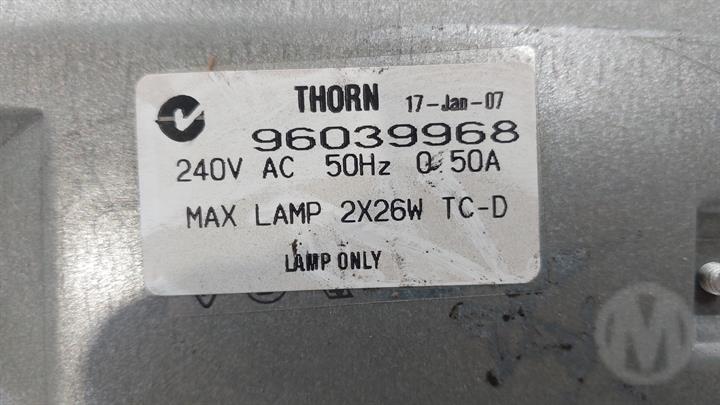 THORN 17-Jan-07
96039968
240V AC 50Hz 0.50A
MAX LAMP 2X26W TC-D
LAMP ONLY
M